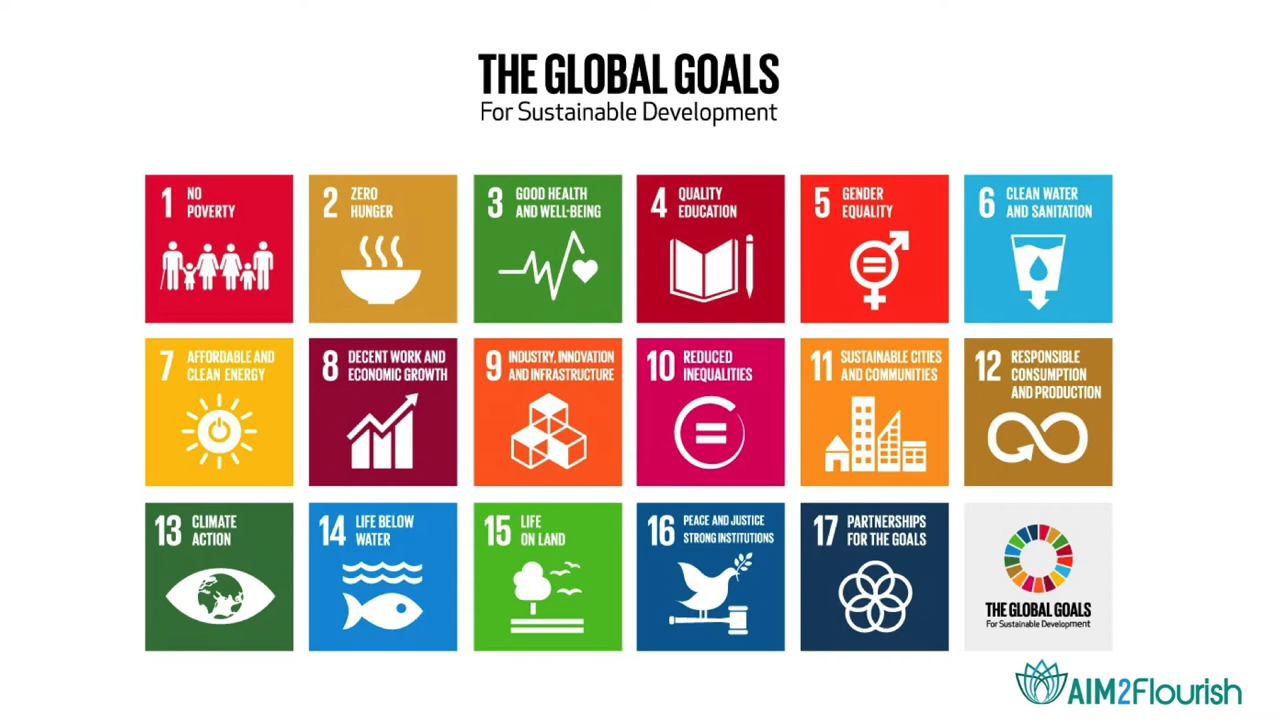 THE GLOBAL GOALS
For Sustainable Development
1 NO
POVERTY
2 ZERO
HUNGER
3 GOOD HEALTH
AND WELL-BEING
4 QUALITY
EDUCATION
5 GENDER
EQUALITY
6 CLEAN WATER
AND SANITATION
7 AFFORDABLE AND
CLEAN ENERGY
8 DECENT WORK AND
ECONOMIC GROWTH
9 INDUSTRY, INNOVATION
AND INFRASTRUCTURE
10 REDUCED
INEQUALITIES
11 SUSTAINABLE CITIES
AND COMMUNITIES
12 RESPONSIBLE
CONSUMPTION
AND PRODUCTION
13 CLIMATE
ACTION
14 LIFE BELOW
WATER
15 LIFE
ON LAND
16 PEACE AND JUSTICE
STRONG INSTITUTIONS
17 PARTNERSHIPS
FOR THE GOALS
THE GLOBAL GOALS
For Sustainable Development
AIM2Flourish